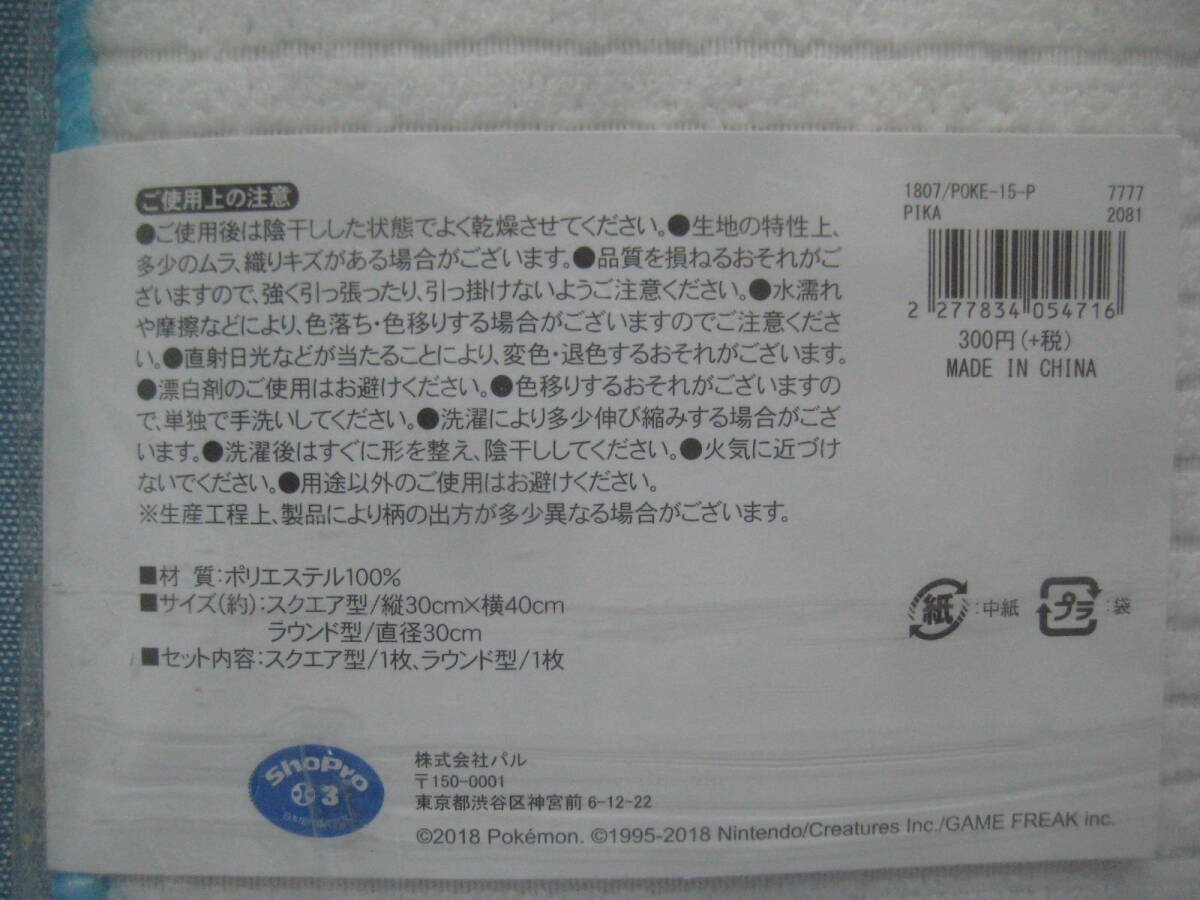 ご使用上の注意
●ご使用後は陰干しした状態でよく乾燥させてください。●生地の特性上、
多少のムラ、織りキズがある場合がございます。●品質を損ねるおそれがご
ざいますので、強く引っ張ったり、引っ掛けないようご注意ください。●水濡れ
や摩擦などにより、色落ち・色移りする場合がございますのでご注意くださ
い。●直射日光などが当たることにより、変色・退色するおそれがございます。
●漂白剤のご使用はお避けください。●色移りするおそれがございますの
で、単独で手洗いしてください。●洗濯により多少伸び縮みする場合がござ
います。●洗濯後はすぐに形を整え、陰干ししてください。●火気に近づけ
ないでください。●用途以外のご使用はお避けください。
※生産工程上、製品により柄の出方が多少異なる場合がございます。
■材 質:ポリエステル100%
■サイズ(約):スクエア型/縦30cm×横40cm
ラウンド型/直径30cm
■セット内容:スクエア型/1枚、ラウンド型/1枚
1807/POKE-15-P 7777
PIKA 2081
2 277834 054716
300円(+税)
MADE IN CHINA
紙:中紙 プラ:袋
ShoPro
3
株式会社パル
〒150-0001
東京都渋谷区神宮前 6-12-22
©2018 Pokémon. ©1995-2018 Nintendo/Creatures Inc./GAME FREAK inc.